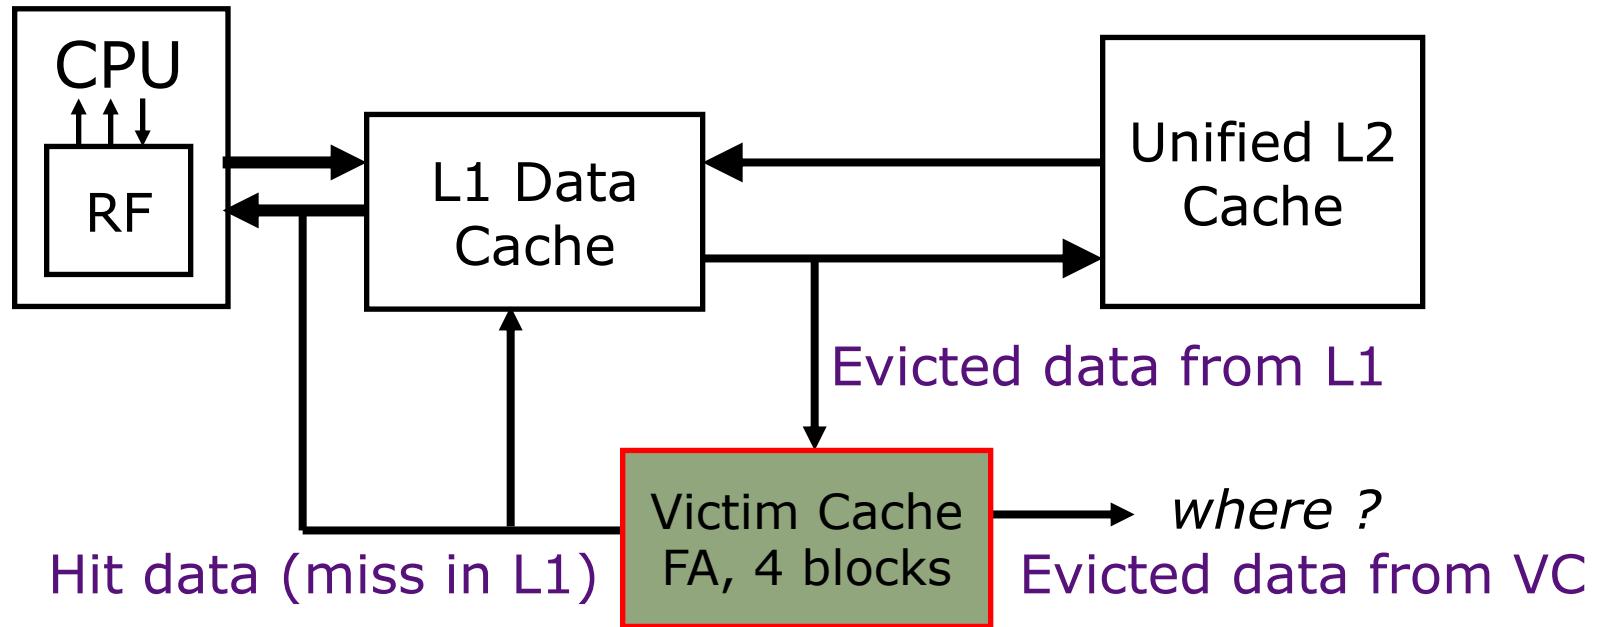 CPU
RF
L1 Data
Cache
Unified L2
Cache
Evicted data from L1
Victim Cache
FA, 4 blocks
where ?
Hit data (miss in L1)
Evicted data from VC